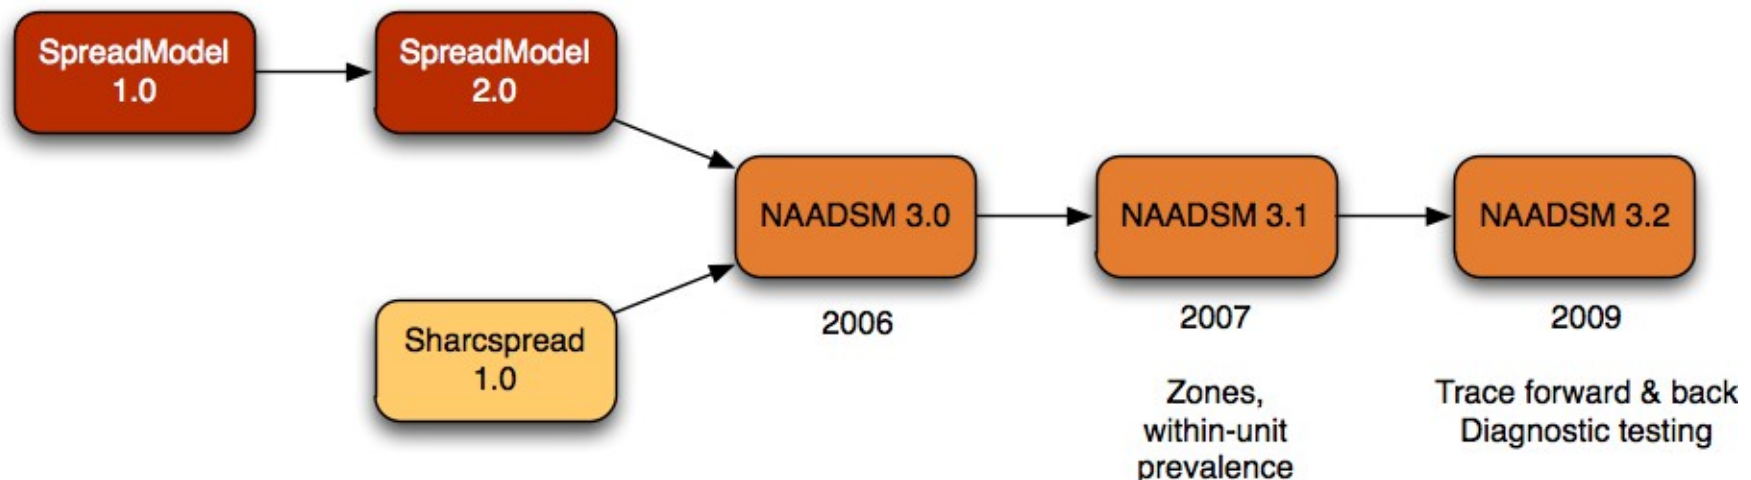 SpreadModel
1.0
SpreadModel
2.0
NAADSM 3.0
NAADSM 3.1
NAADSM 3.2
Sharcspread
1.0
2006
2007
2009
Zones,
within-unit
prevalence
Trace forward & back
Diagnostic testing